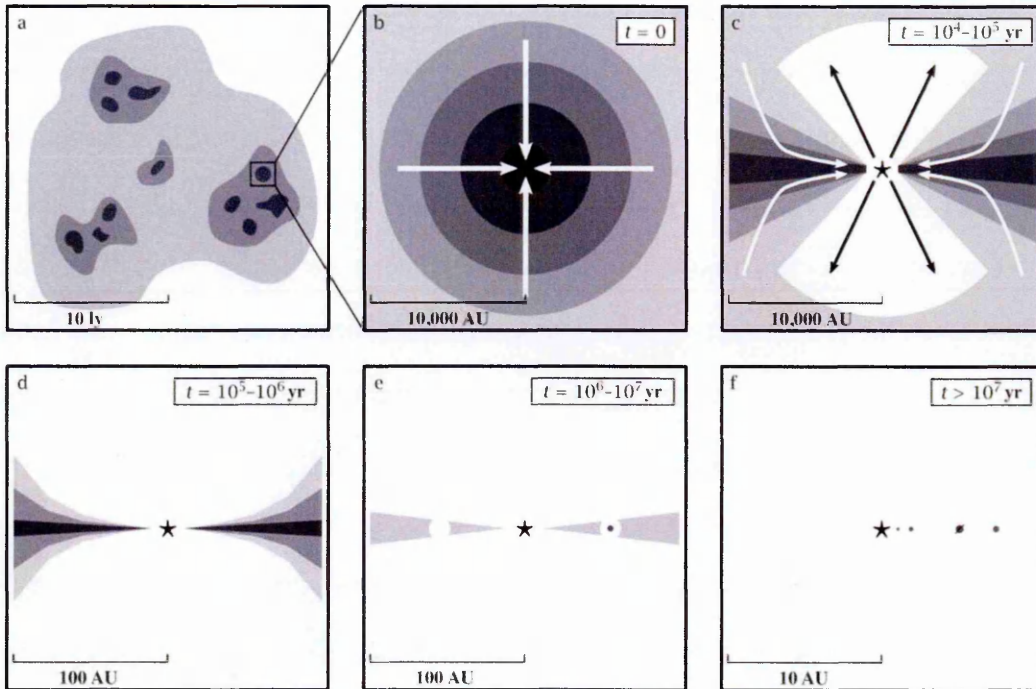 a
10 ly
b
t = 0
10,000 AU
c
t = 10⁴–10⁵ yr
10,000 AU
d
t = 10⁵–10⁶ yr
100 AU
e
t = 10⁶–10⁷ yr
100 AU
f
t > 10⁷ yr
10 AU